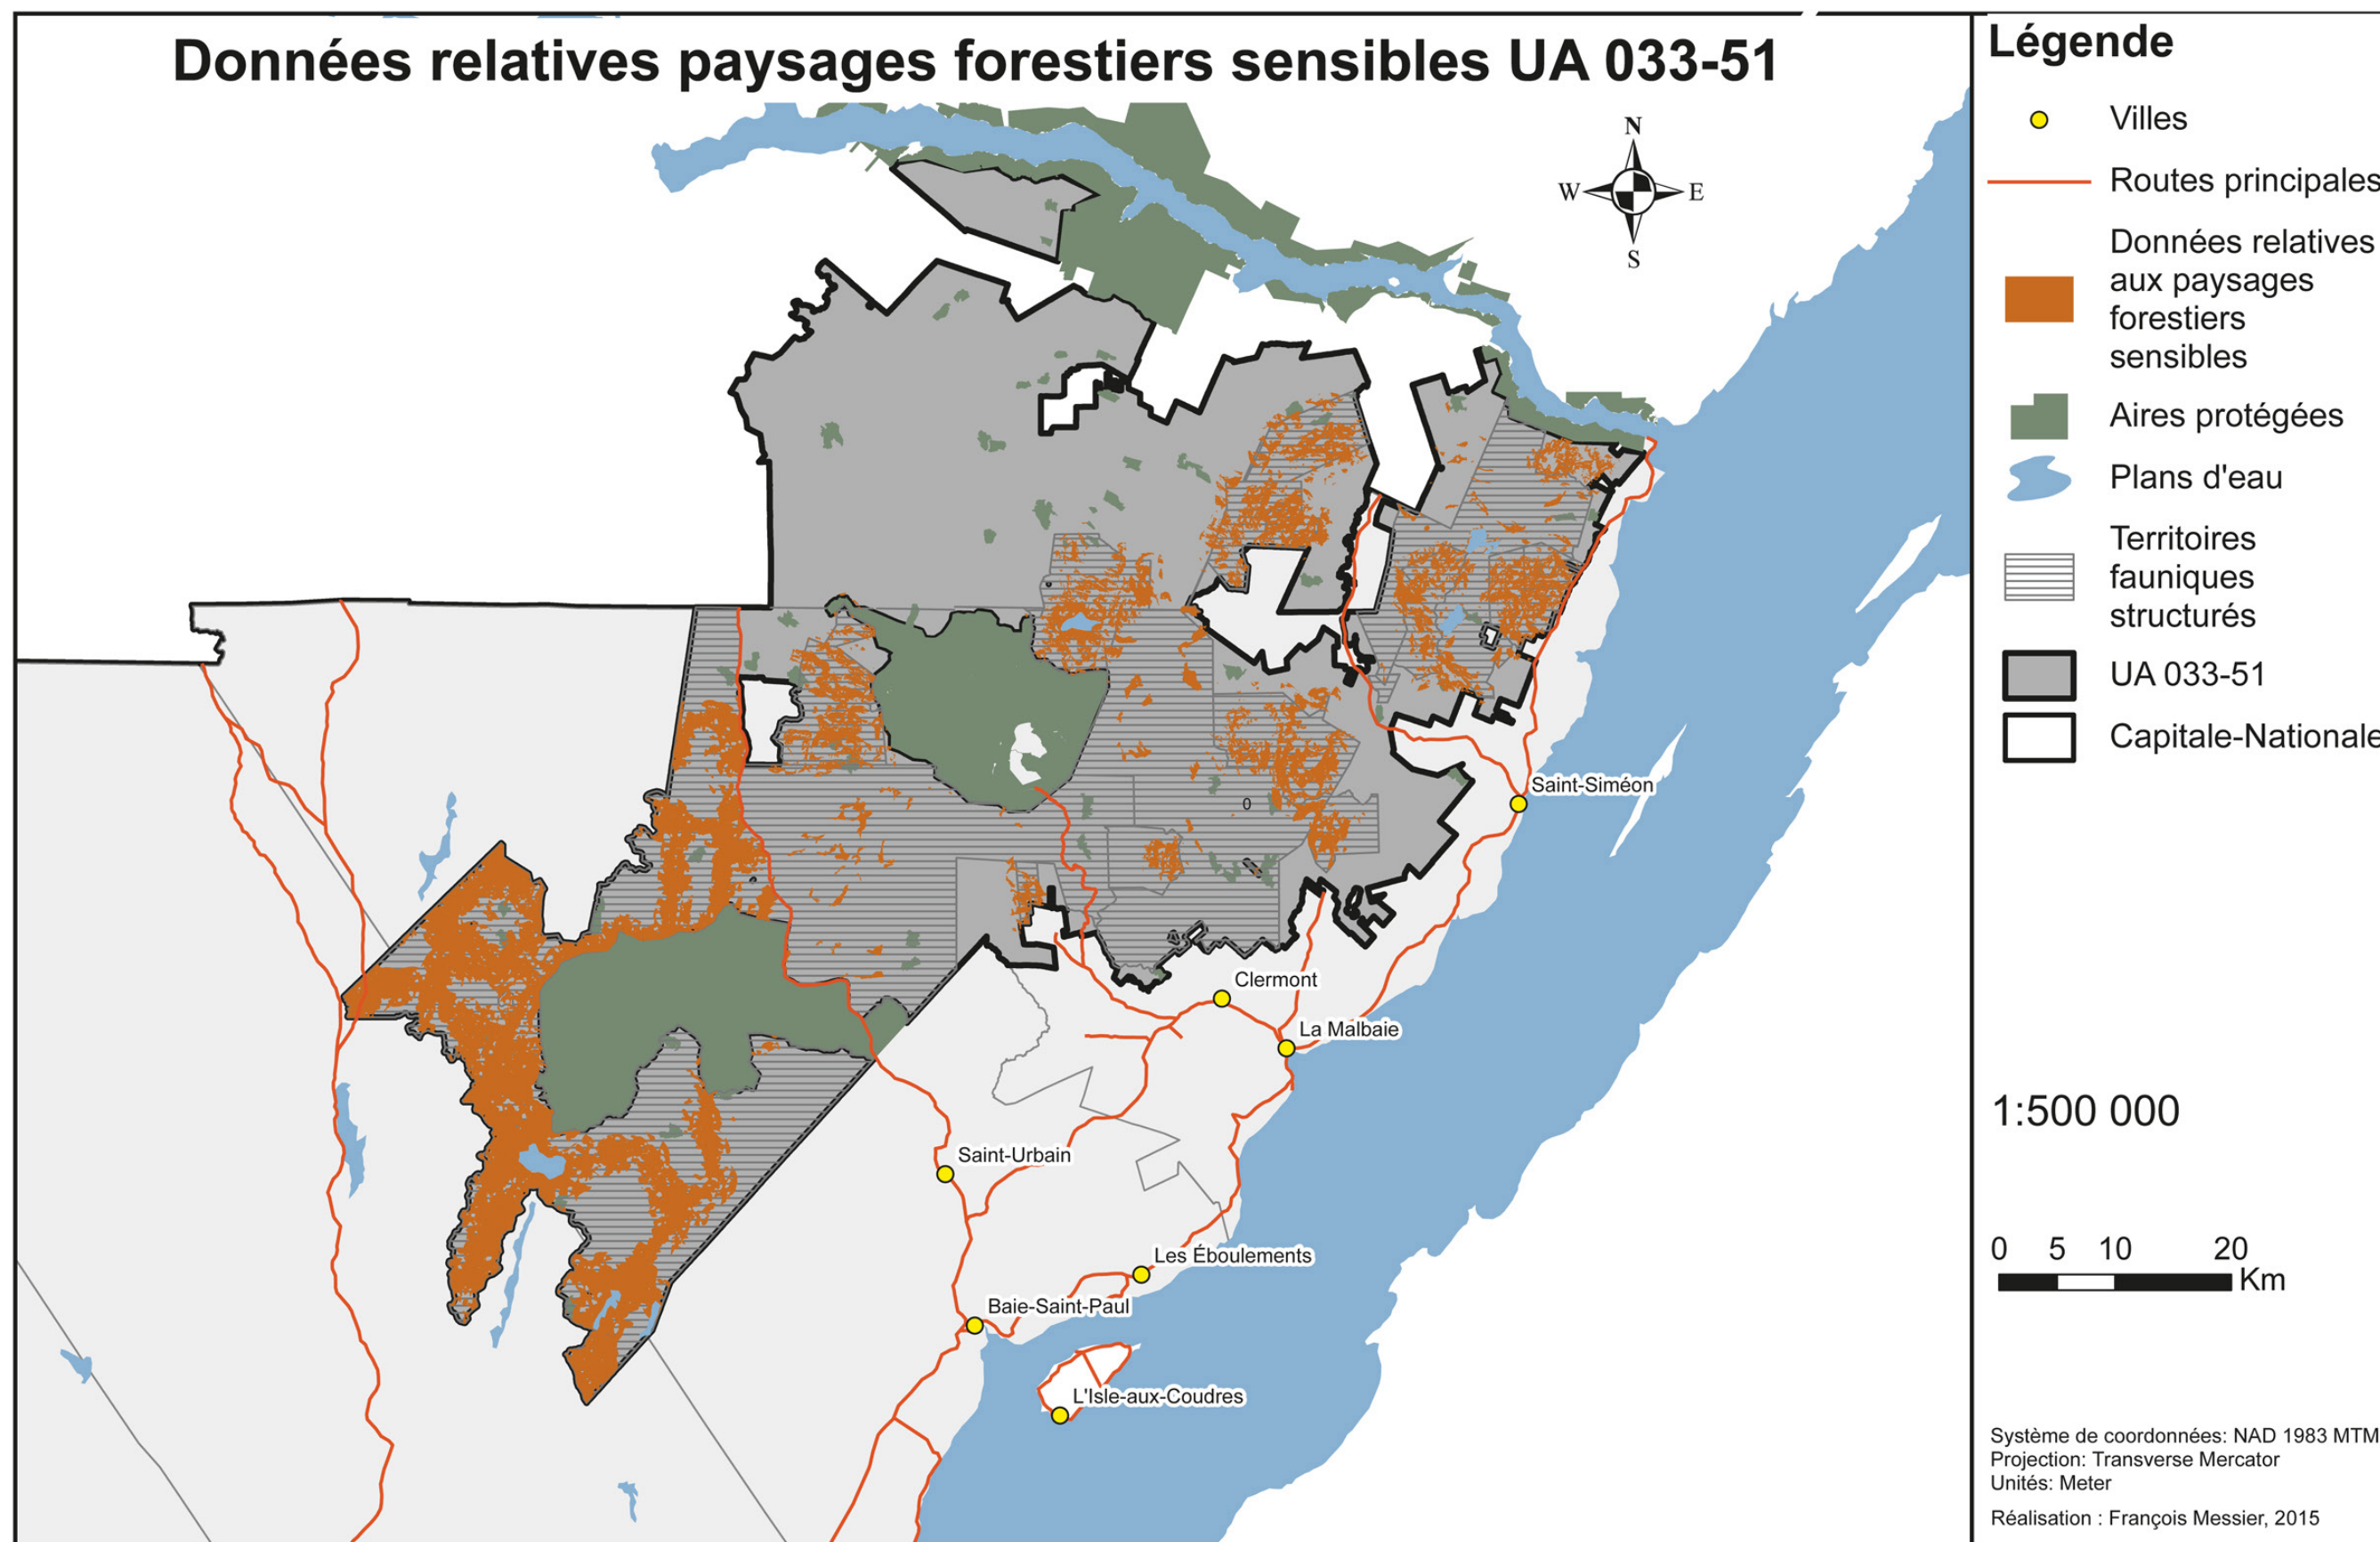 Données relatives paysages forestiers sensibles UA 033-51
N
W
E
S
Saint-Siméon
0
Clermont
La Malbaie
Saint-Urbain
Les Éboulements
Baie-Saint-Paul
L'Isle-aux-Coudres
Légende
Villes
Routes principales
Données relatives
aux paysages
forestiers
sensibles
Aires protégées
Plans d'eau
Territoires
fauniques
structurés
UA 033-51
Capitale-Nationale
1:500 000
0 5 10 20
Km
Système de coordonnées: NAD 1983 MTM
Projection: Transverse Mercator
Unités: Meter
Réalisation : François Messier, 2015